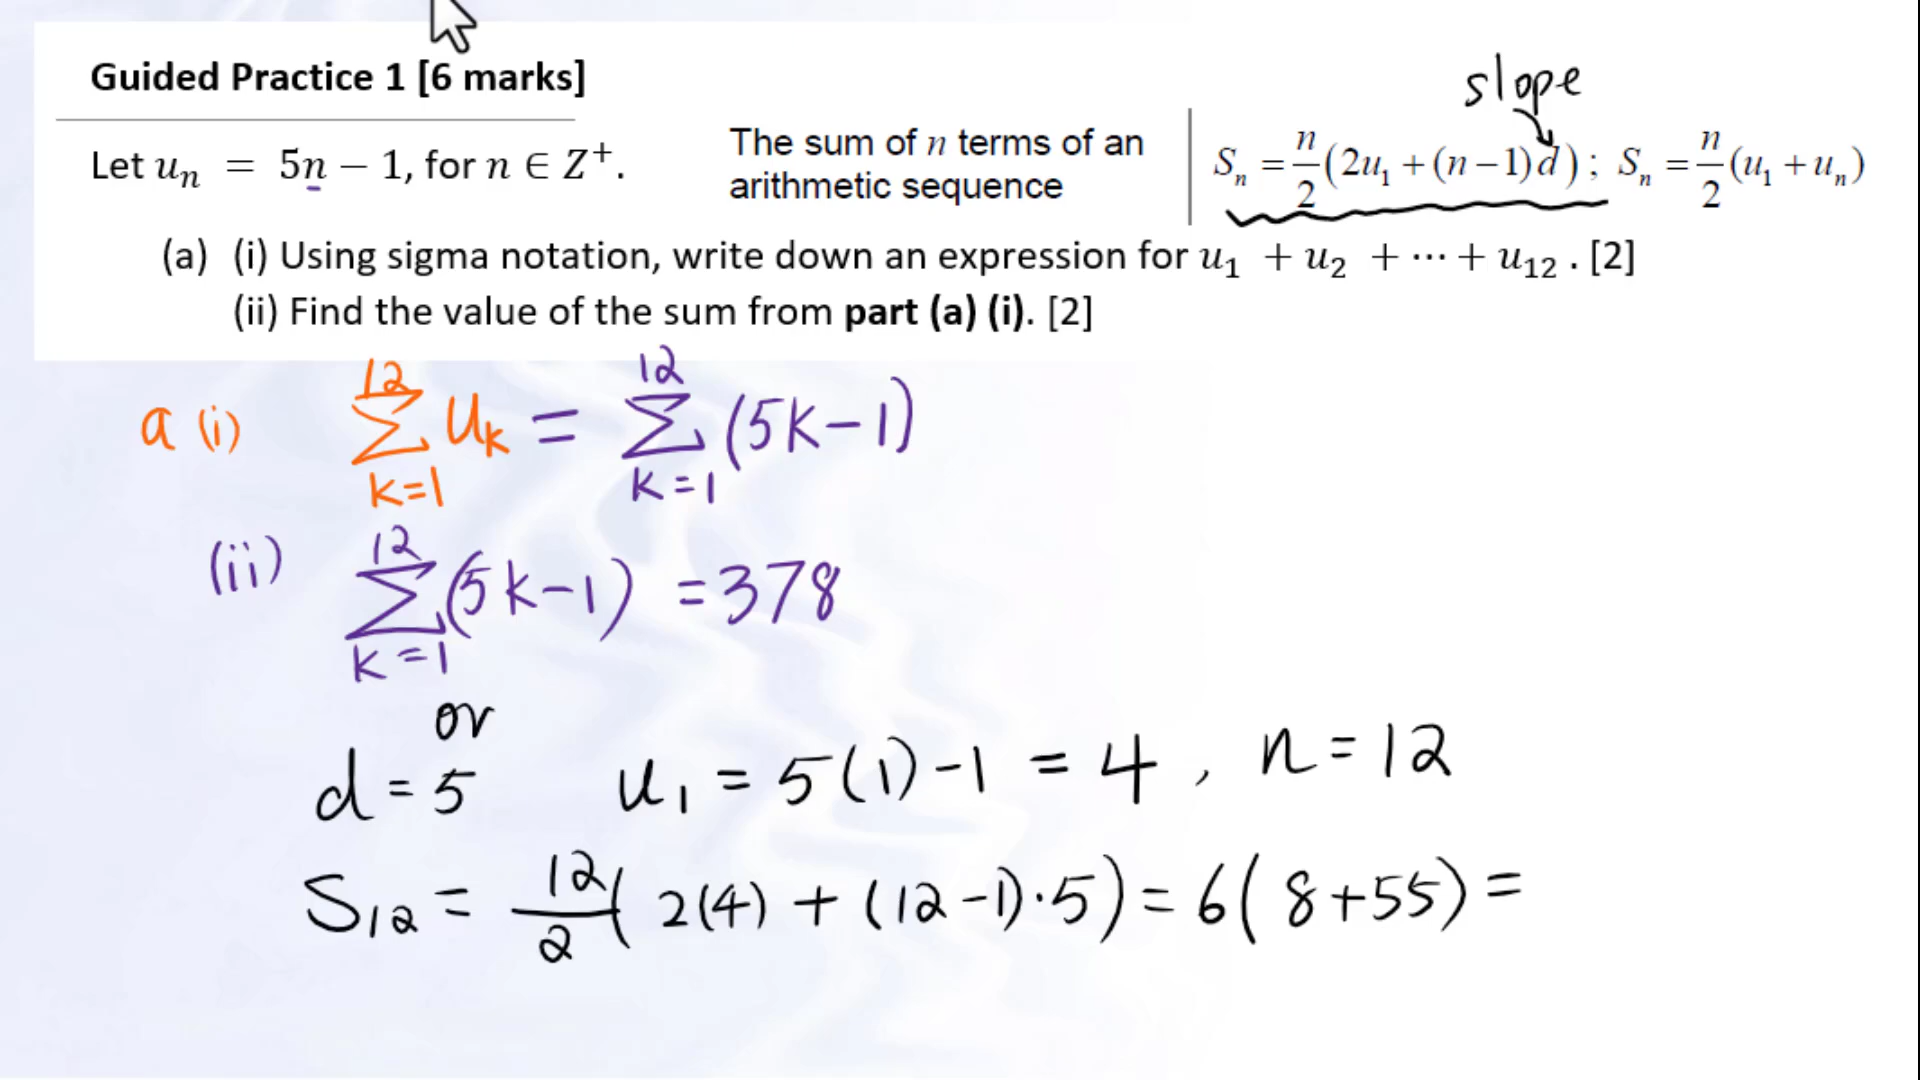 slope
Guided Practice 1 [6 marks]
Let uₙ = 5n − 1, for n ∈ Z⁺.
The sum of n terms of an
arithmetic sequence
Sₙ = n/2 (2u₁ + (n − 1)d) ; Sₙ = n/2 (u₁ + uₙ)
(a) (i) Using sigma notation, write down an expression for u₁ + u₂ + ⋯ + u₁₂ . [2]
(ii) Find the value of the sum from part (a) (i). [2]
a (i) ∑_{k=1}^{12} uₖ = ∑_{k=1}^{12} (5k−1)
(ii) ∑_{k=1}^{12} (5k−1) = 378
or
d = 5 u₁ = 5(1)−1 = 4 , n = 12
S₁₂ = 12/2 ( 2(4) + (12−1)·5) = 6( 8+55) =